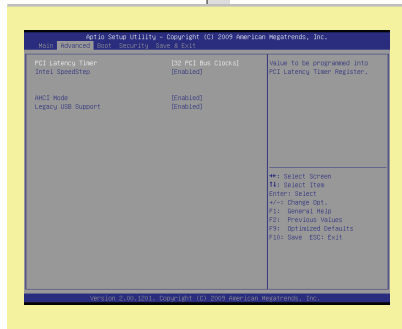 Aptio Setup Utility - Copyright (C) 2009 American Megatrends, Inc.
Main Advanced Boot Security Save & Exit
PCI Latency Timer [32 PCI Bus Clocks]
Intel SpeedStep [Enabled]
AHCI Mode [Enabled]
Legacy USB Support [Enabled]
Value to be programmed into
PCI Latency Timer Register.
→←: Select Screen
↑↓: Select Item
Enter: Select
+/-: Change Opt.
F1: General Help
F2: Previous Values
F9: Optimized Defaults
F10: Save ESC: Exit
Version 2.00.1201. Copyright (C) 2009 American Megatrends, Inc.